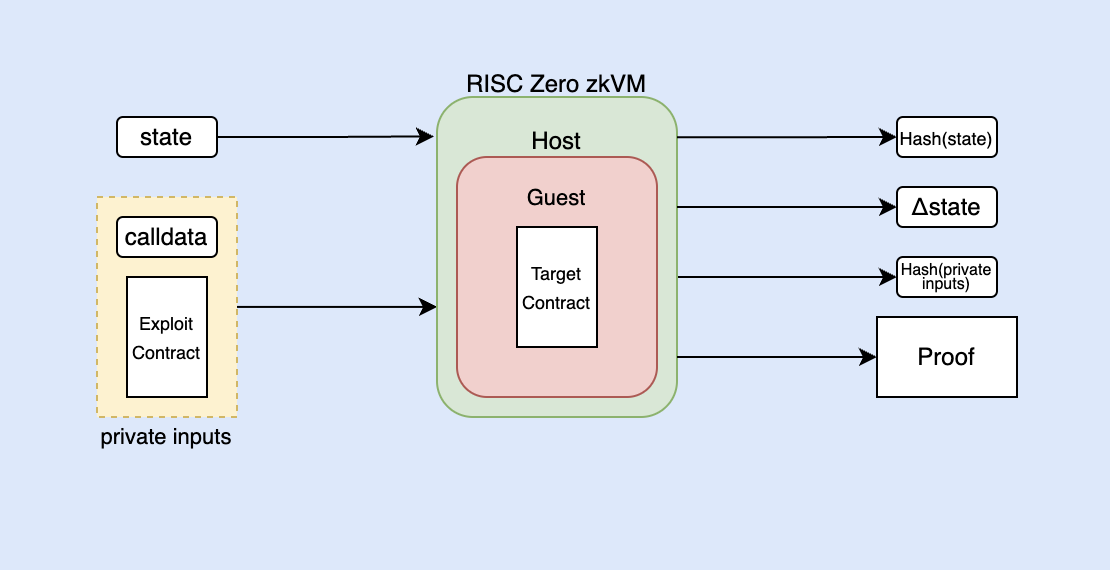 RISC Zero zkVM
state
calldata
Exploit
Contract
private inputs
Host
Guest
Target
Contract
Hash(state)
Δstate
Hash(private
inputs)
Proof